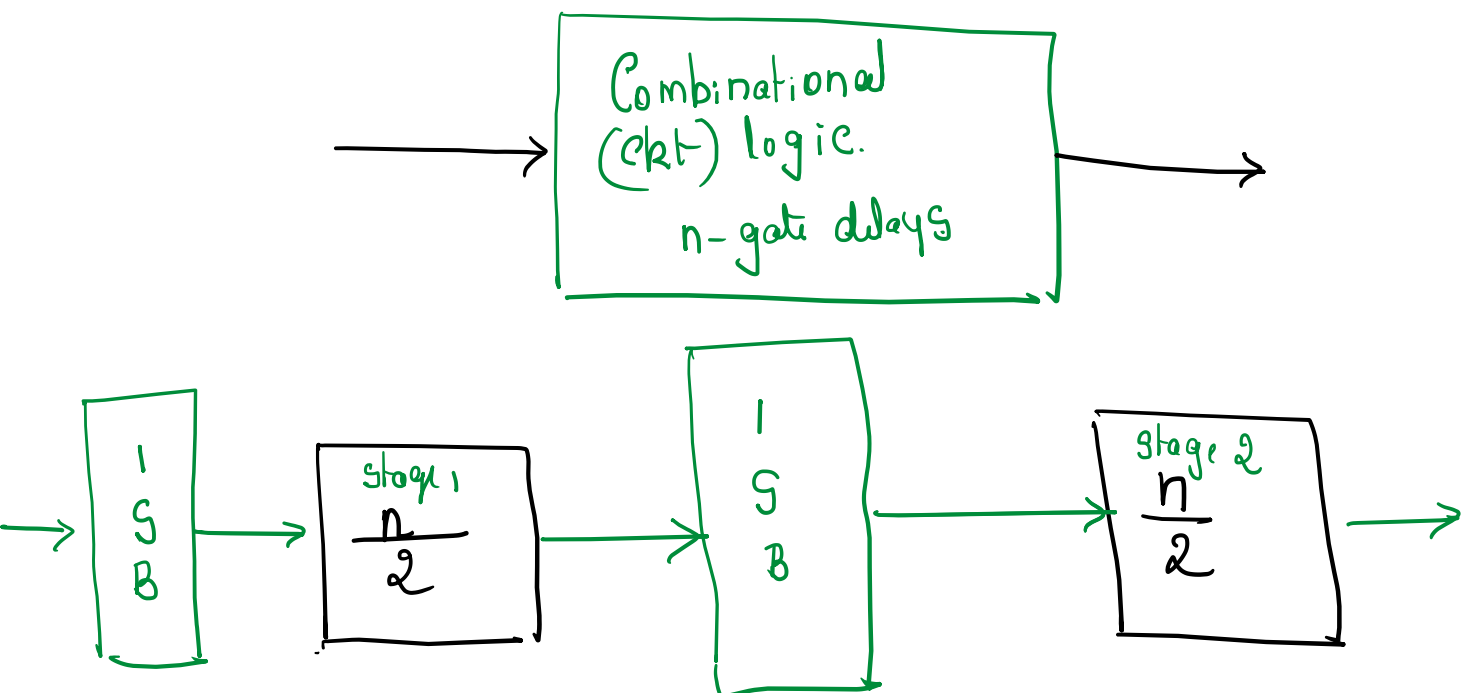 Combinational
(Ckt) logic.
n-gate delays
I
S
B
Stage 1
n
2
I
S
B
Stage 2
n
2